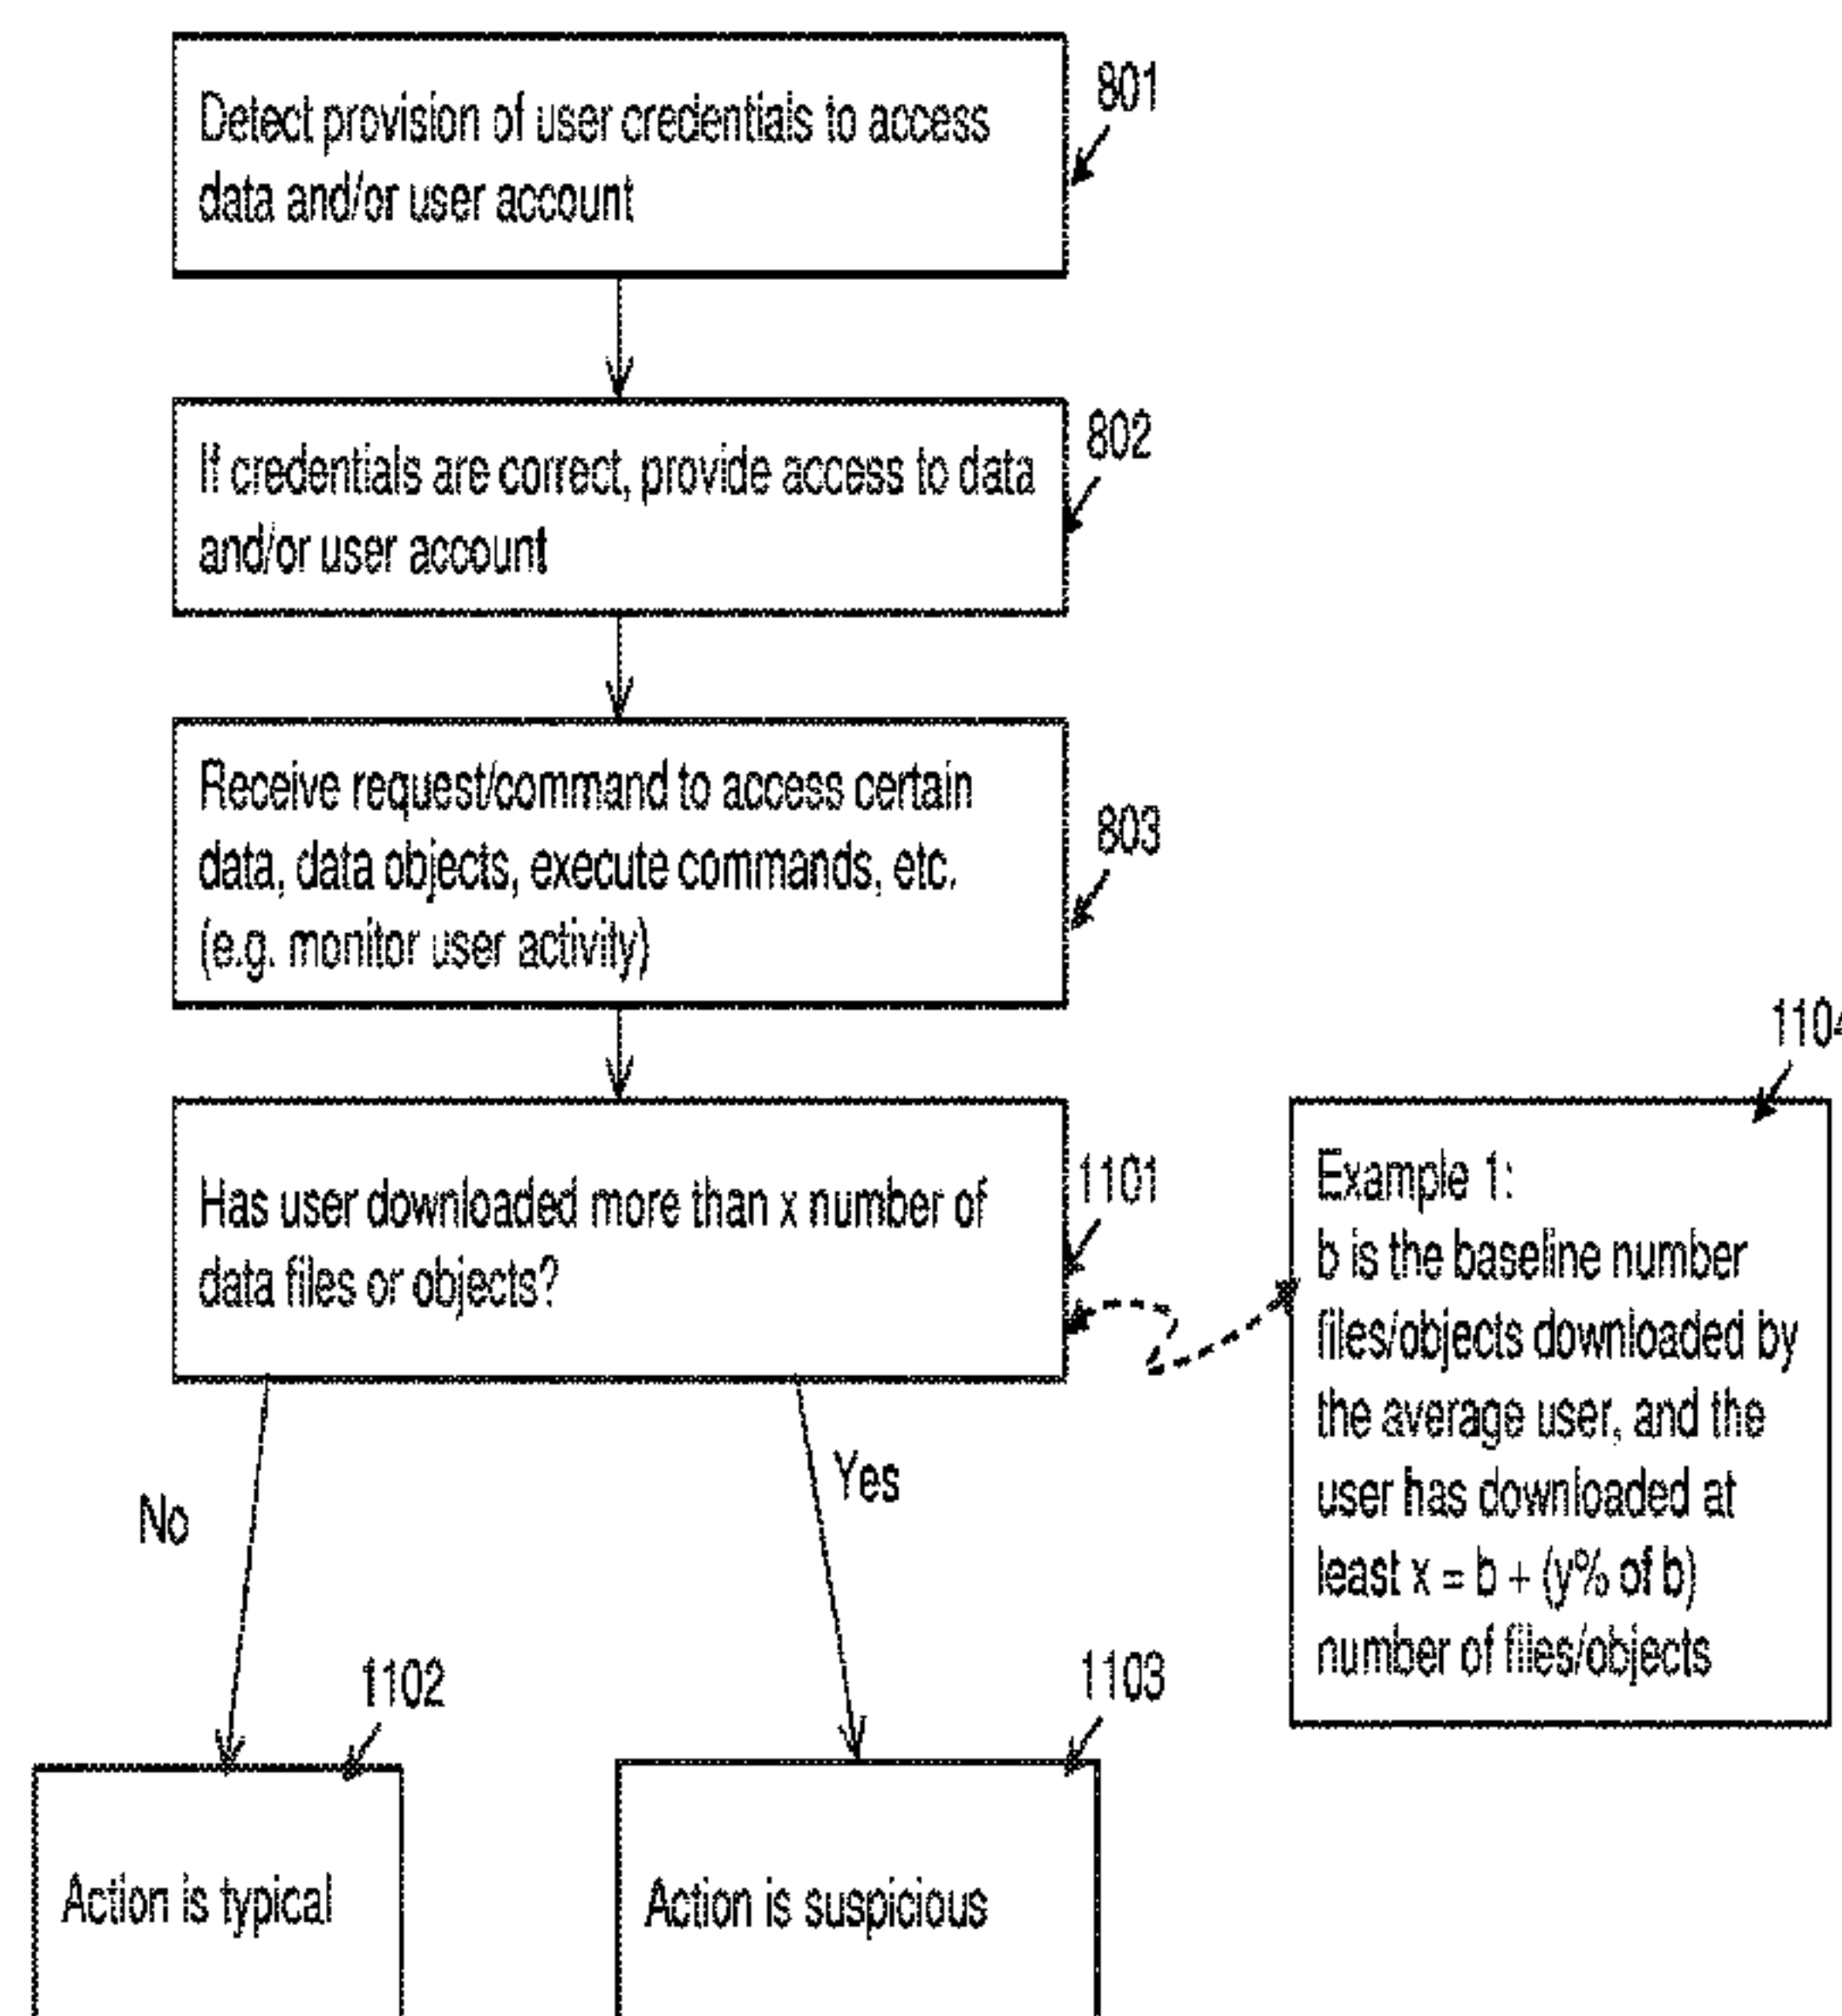 801
Detect provision of user credentials to access
data and/or user account
802
If credentials are correct, provide access to data
and/or user account
803
Receive request/command to access certain
data, data objects, execute commands, etc.
(e.g. monitor user activity)
1104
1101
Has user downloaded more than x number of
data files or objects?
Example 1:
b is the baseline number
files/objects downloaded by
the average user, and the
user has downloaded at
least x = b + (y% of b)
number of files/objects
No
Yes
1102
1103
Action is typical
Action is suspicious